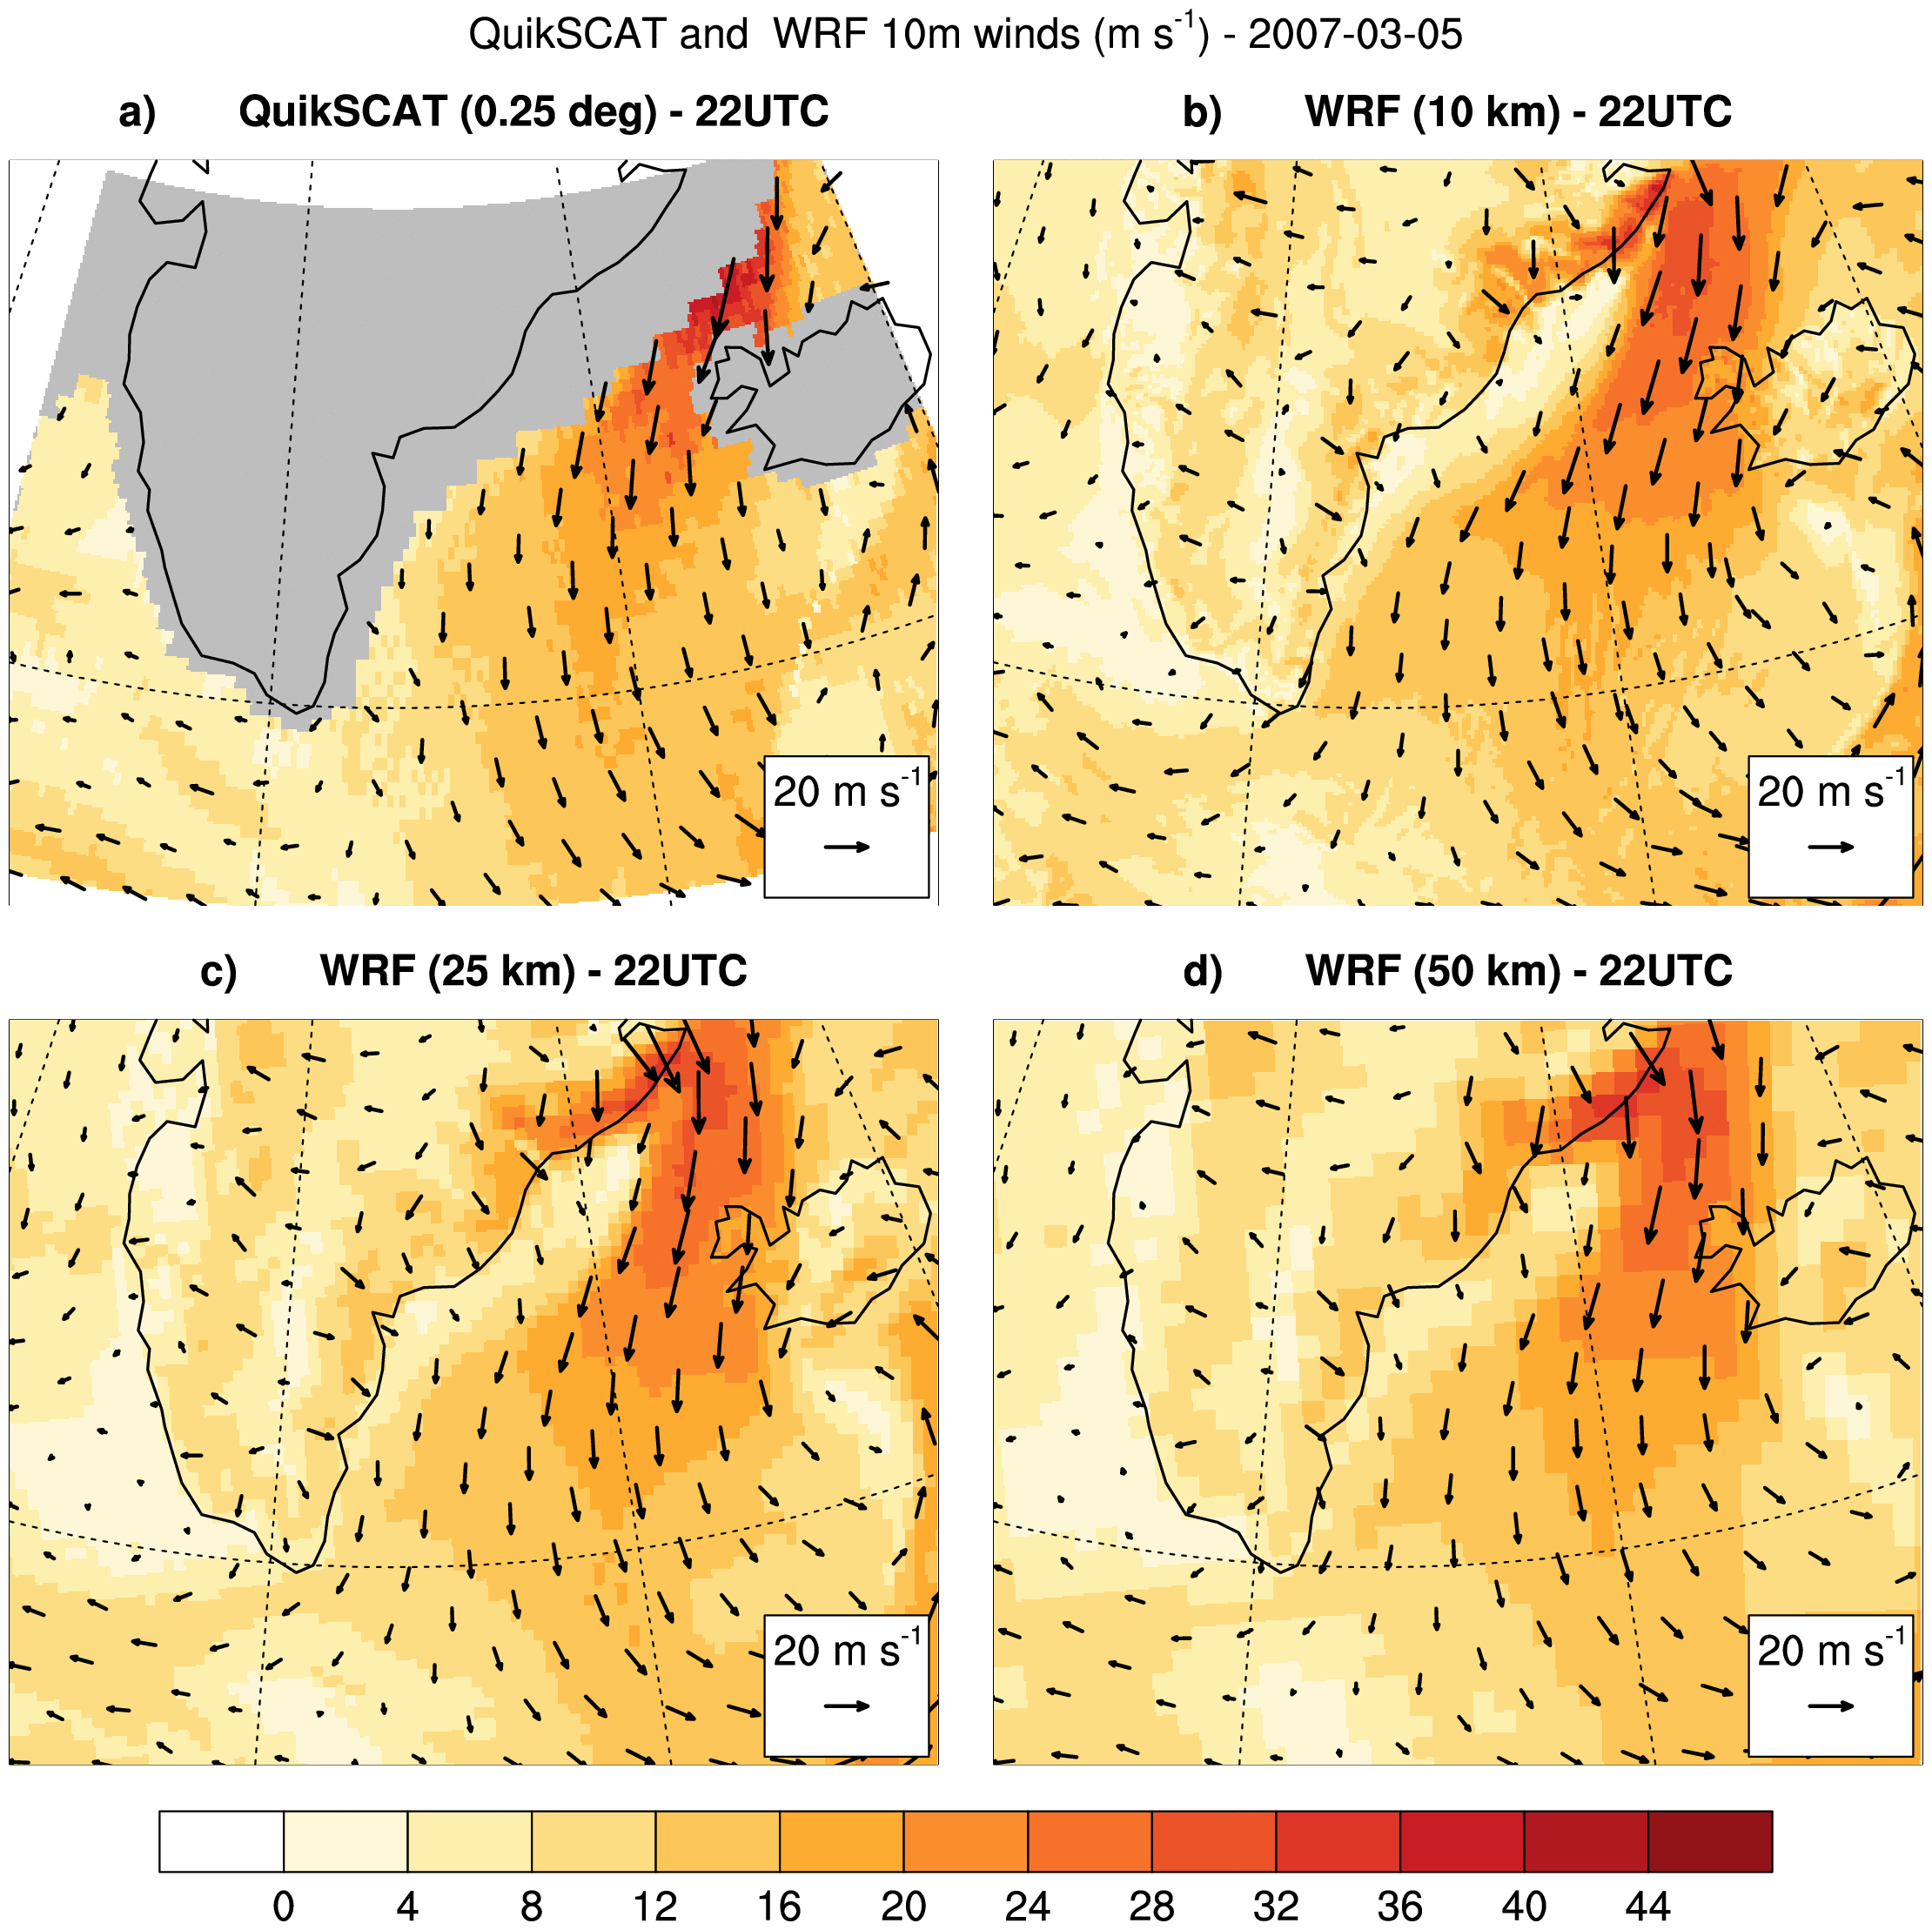 QuikSCAT and WRF 10m winds (m s-1) - 2007-03-05
a) QuikSCAT (0.25 deg) - 22UTC
b) WRF (10 km) - 22UTC
20 m s-1
20 m s-1
c) WRF (25 km) - 22UTC
d) WRF (50 km) - 22UTC
20 m s-1
20 m s-1
0 4 8 12 16 20 24 28 32 36 40 44